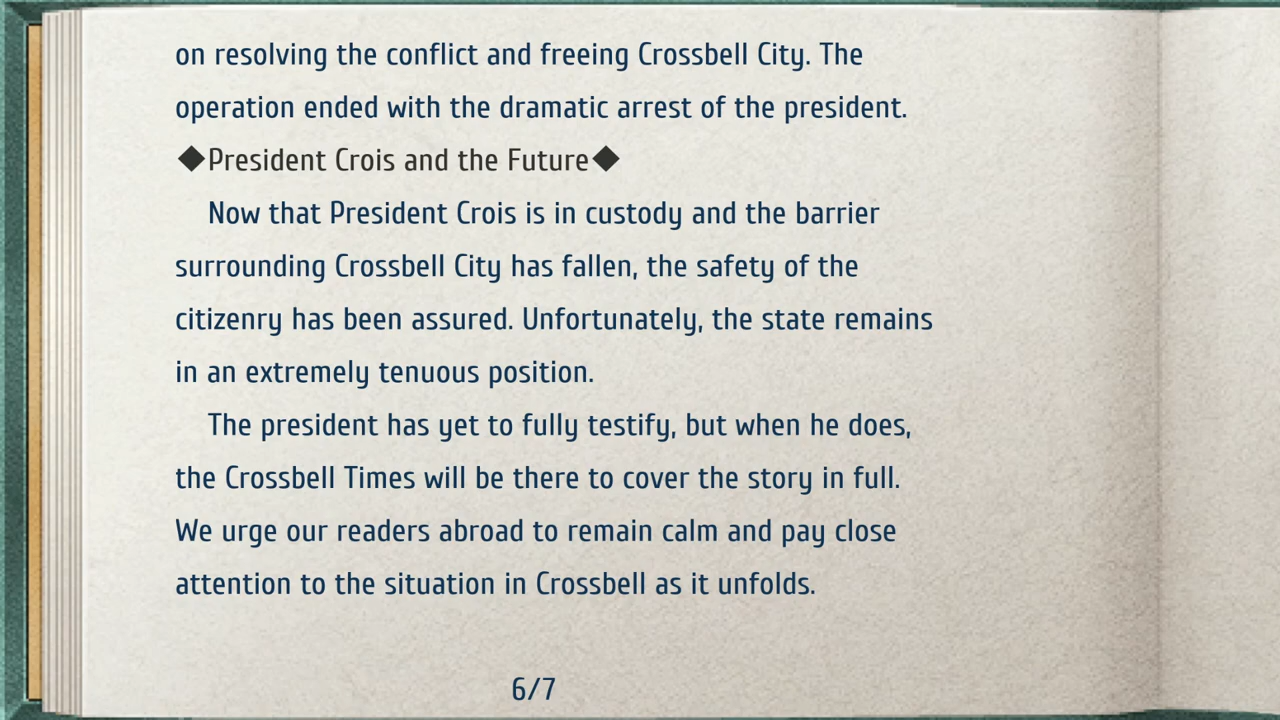 on resolving the conflict and freeing Crossbell City. The
operation ended with the dramatic arrest of the president.
◆President Crois and the Future◆
Now that President Crois is in custody and the barrier
surrounding Crossbell City has fallen, the safety of the
citizenry has been assured. Unfortunately, the state remains
in an extremely tenuous position.
The president has yet to fully testify, but when he does,
the Crossbell Times will be there to cover the story in full.
We urge our readers abroad to remain calm and pay close
attention to the situation in Crossbell as it unfolds.
6/7